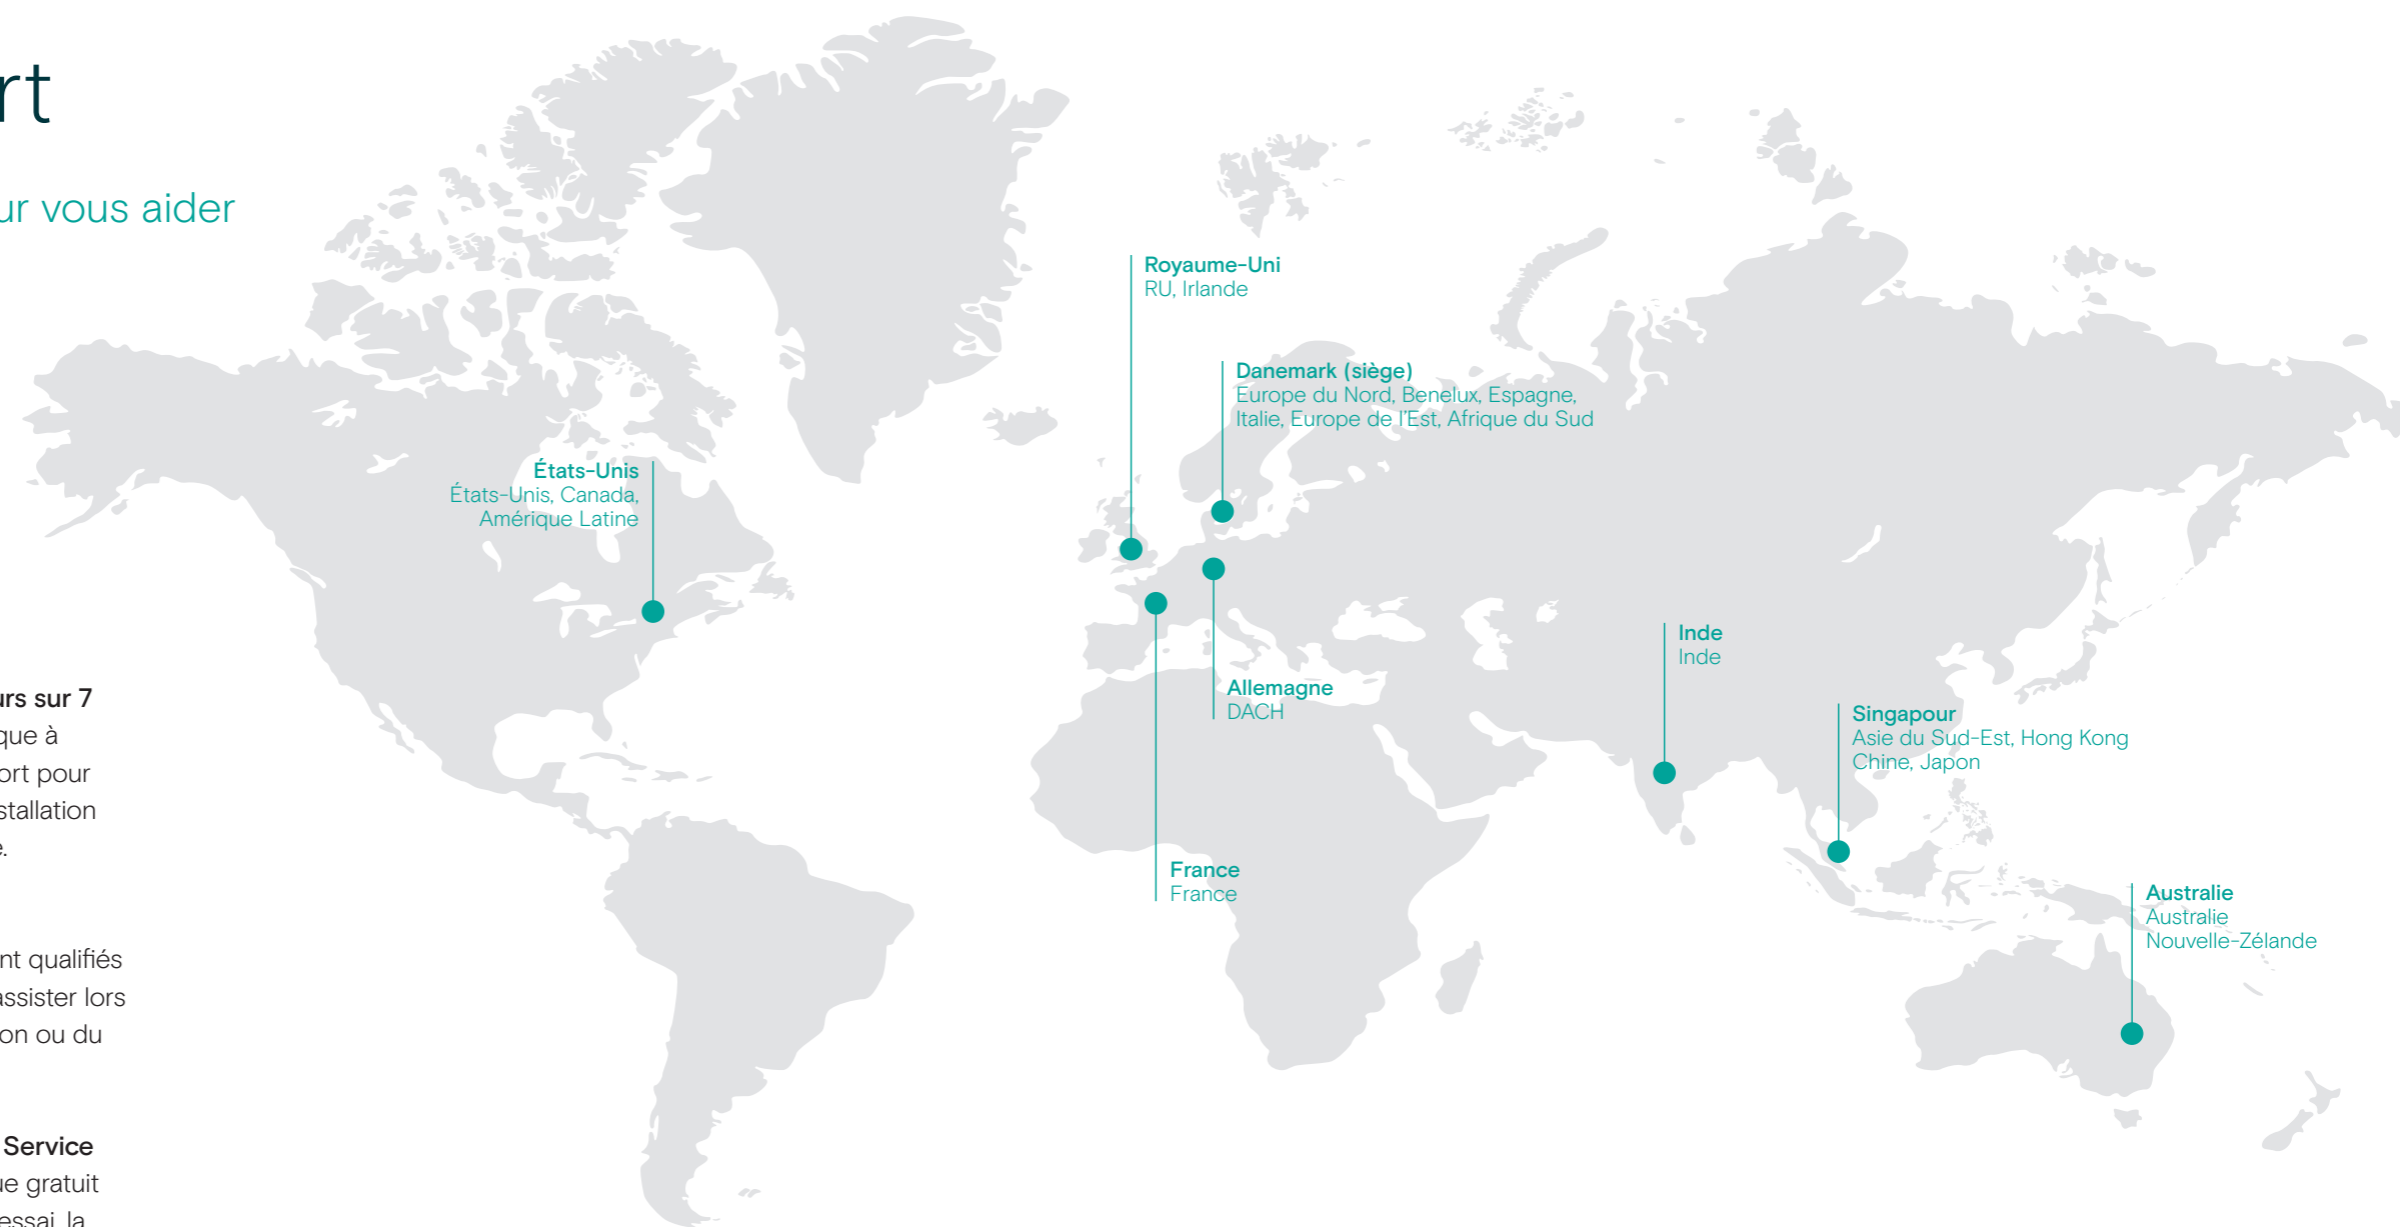 rt
ur vous aider
urs sur 7
que à
ort pour
stallation
e.
nt qualifiés
assister lors
on ou du
Service
ue gratuit
essai, la
Royaume-Uni
RU, Irlande
Danemark (siège)
Europe du Nord, Benelux, Espagne,
Italie, Europe de l'Est, Afrique du Sud
États-Unis
États-Unis, Canada,
Amérique Latine
Inde
Inde
Allemagne
DACH
Singapour
Asie du Sud-Est, Hong Kong
Chine, Japon
France
France
Australie
Australie
Nouvelle-Zélande